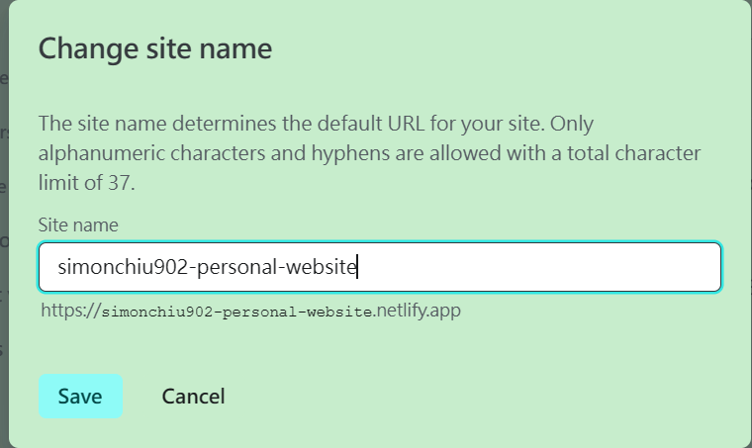 Change site name
The site name determines the default URL for your site. Only
alphanumeric characters and hyphens are allowed with a total character
limit of 37.
Site name
simonchiu902-personal-website
https://simonchiu902-personal-website.netlify.app
Save Cancel